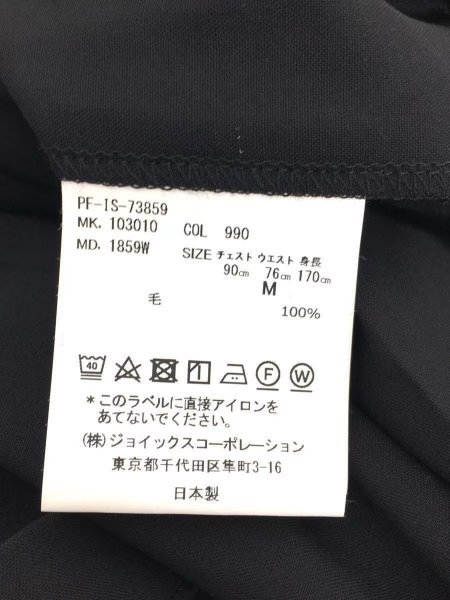 PF-IS-73859
MK. 103010 COL 990
MD. 1859W SIZE チェスト ウエスト 身長
90cm 76cm 170cm
M
毛 100%
40 F W
*このラベルに直接アイロンを
あてないでください。
(株)ジョイックスコーポレーション
東京都千代田区隼町3-16
日本製